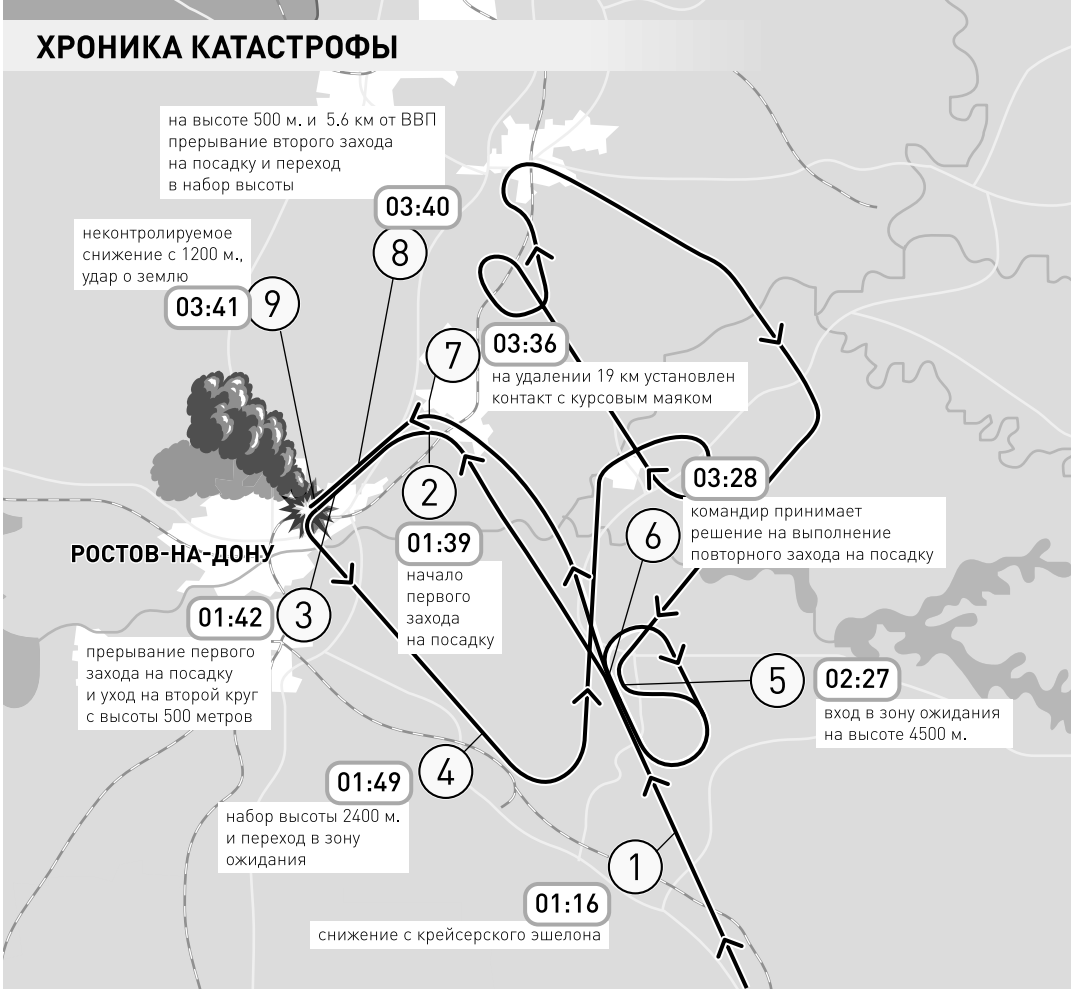 ХРОНИКА КАТАСТРОФЫ
на высоте 500 м. и 5.6 км от ВВП
прерывание второго захода
на посадку и переход
в набор высоты
03:40
8
неконтролируемое
снижение с 1200 м.,
удар о землю
03:41
9
7
03:36
на удалении 19 км установлен
контакт с курсовым маяком
2
01:39
начало
первого
захода
на посадку
03:28
6
командир принимает
решение на выполнение
повторного захода на посадку
РОСТОВ-НА-ДОНУ
01:42
3
прерывание первого
захода на посадку
и уход на второй круг
с высоты 500 метров
5
02:27
вход в зону ожидания
на высоте 4500 м.
4
01:49
набор высоты 2400 м.
и переход в зону
ожидания
1
01:16
снижение с крейсерского эшелона